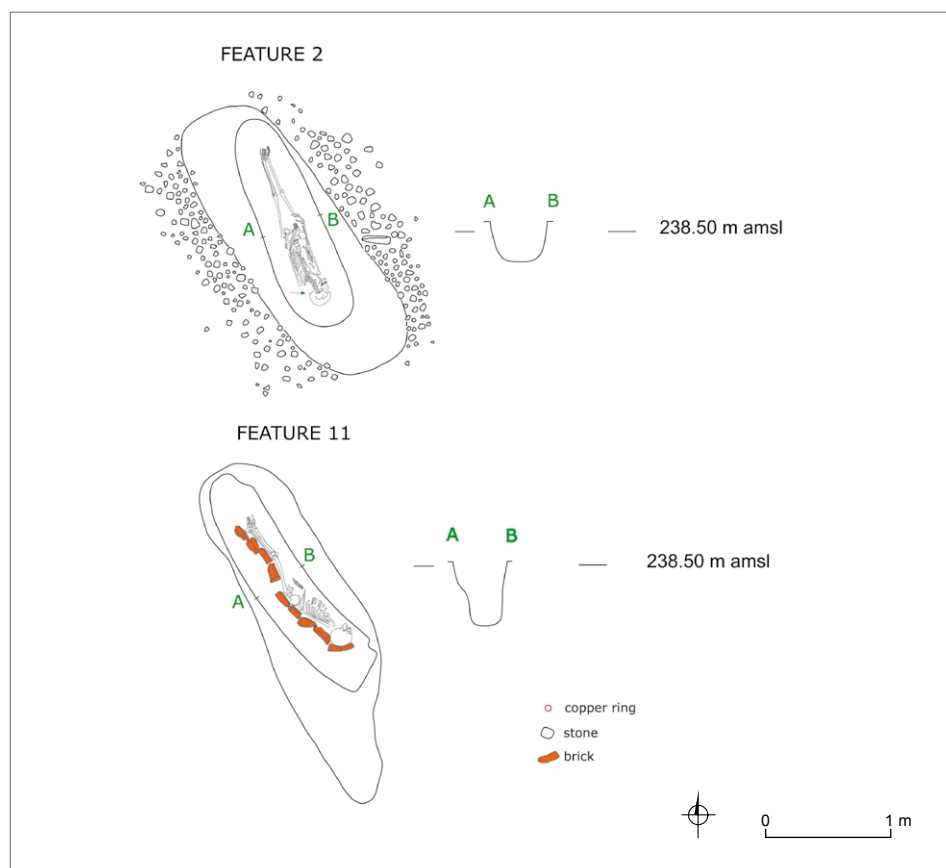 FEATURE 2
A
B
A B
238.50 m amsl
FEATURE 11
A
B
A B
238.50 m amsl
copper ring
stone
brick
0 1 m